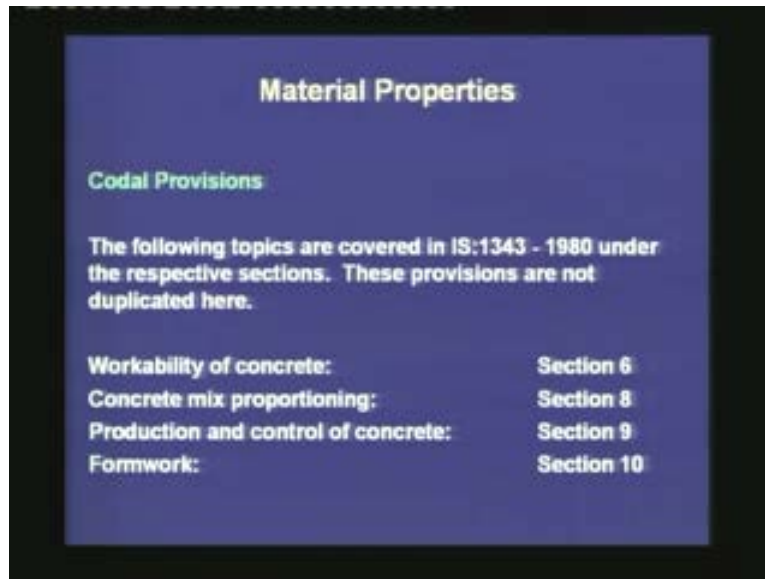 Material Properties
Codal Provisions
The following topics are covered in IS:1343 - 1980 under
the respective sections. These provisions are not
duplicated here.
Workability of concrete: Section 6
Concrete mix proportioning: Section 8
Production and control of concrete: Section 9
Formwork: Section 10